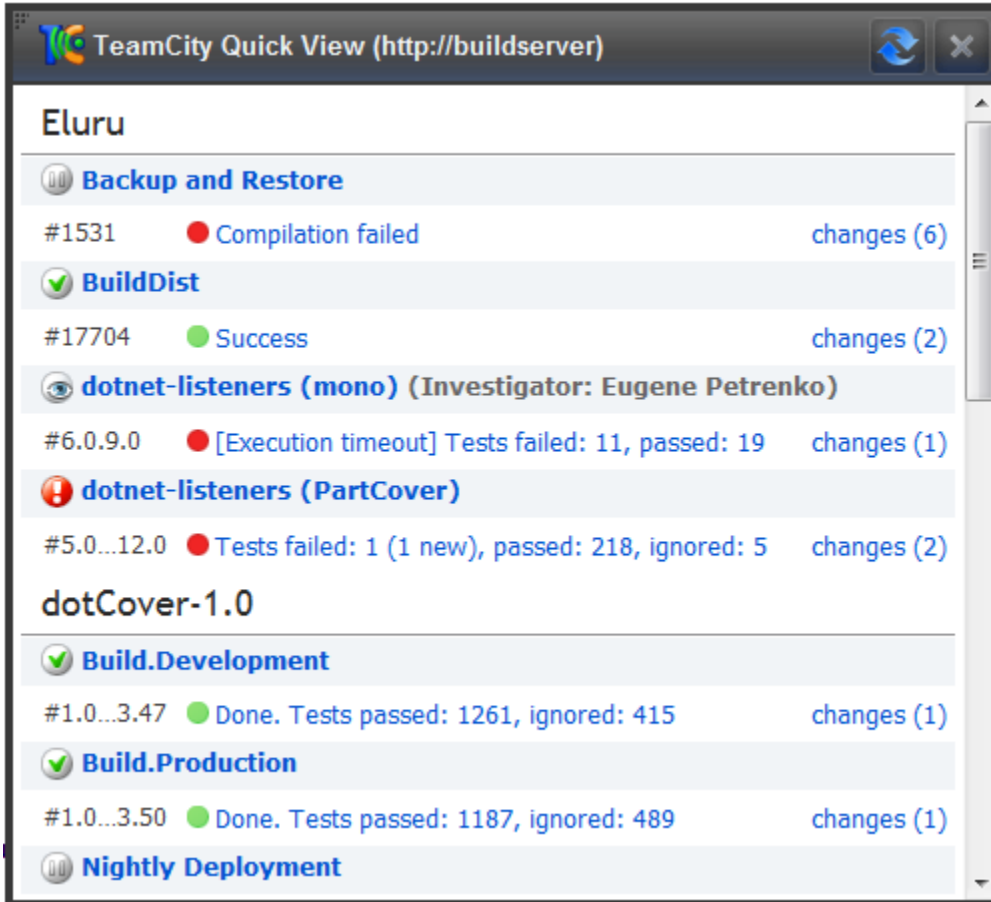 TeamCity Quick View (http://buildserver)
Eluru
Backup and Restore
#1531 Compilation failed changes (6)
BuildDist
#17704 Success changes (2)
dotnet-listeners (mono) (Investigator: Eugene Petrenko)
#6.0.9.0 [Execution timeout] Tests failed: 11, passed: 19 changes (1)
dotnet-listeners (PartCover)
#5.0...12.0 Tests failed: 1 (1 new), passed: 218, ignored: 5 changes (2)
dotCover-1.0
Build.Development
#1.0...3.47 Done. Tests passed: 1261, ignored: 415 changes (1)
Build.Production
#1.0...3.50 Done. Tests passed: 1187, ignored: 489 changes (1)
Nightly Deployment